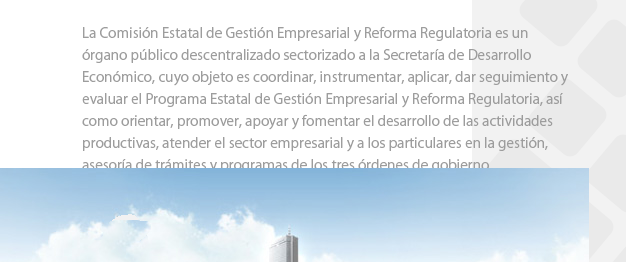 La Comisión Estatal de Gestión Empresarial y Reforma Regulatoria es un
órgano público descentralizado sectorizado a la Secretaría de Desarrollo
Económico, cuyo objeto es coordinar, instrumentar, aplicar, dar seguimiento y
evaluar el Programa Estatal de Gestión Empresarial y Reforma Regulatoria, así
como orientar, promover, apoyar y fomentar el desarrollo de las actividades
productivas, atender el sector empresarial y a los particulares en la gestión,
asesoría de trámites y programas de los tres órdenes de gobierno